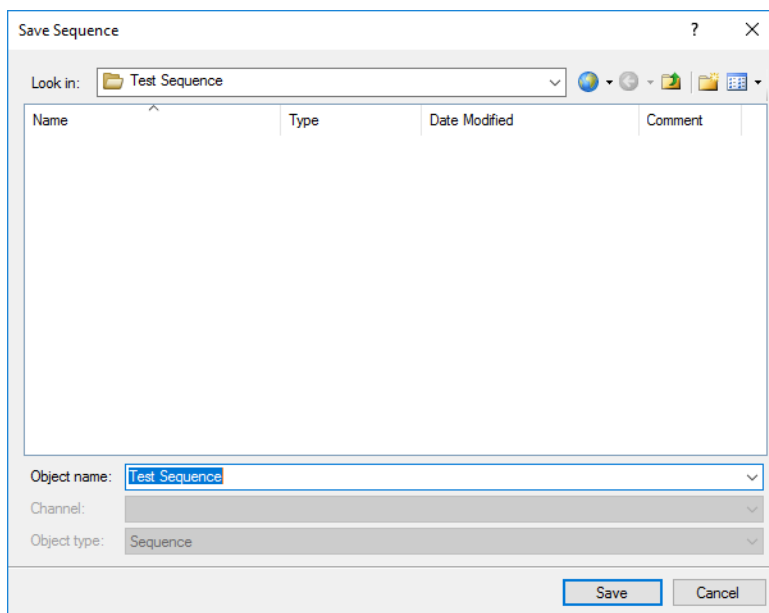 Save Sequence ?
Look in: Test Sequence
Name Type Date Modified Comment
Object name: Test Sequence
Channel:
Object type: Sequence
Save Cancel